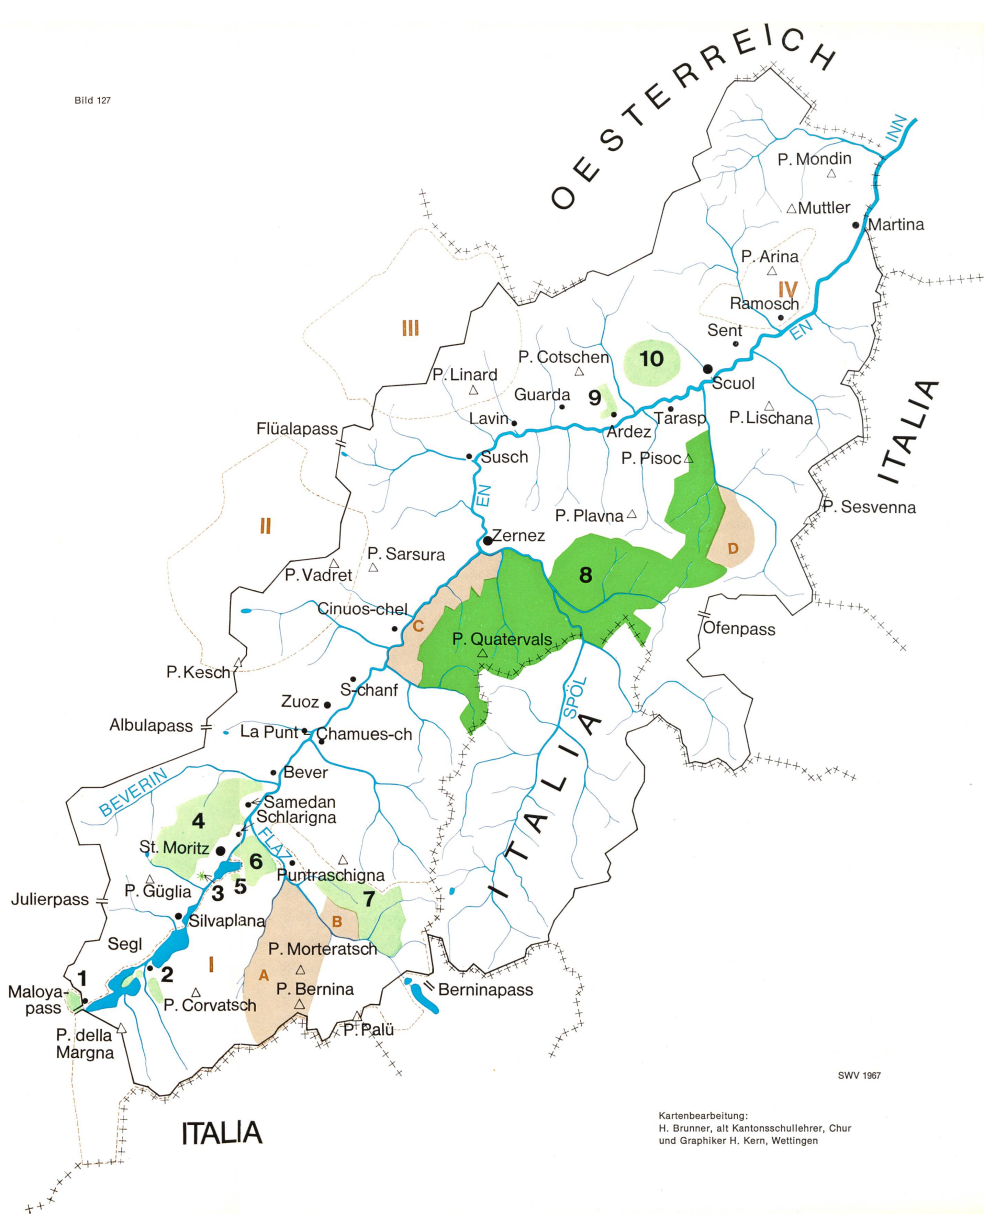 OESTERREICH
Bild 127
INN
P. Mondin
Muttler
Martina
P. Arina
IV
Ramosch
EN
Sent
III
P. Cotschen
10
P. Linard
Scuol
Guarda
9
ITALIA
Lavin
Ardez
Tarasp
P. Lischana
Flüalapass
Susch
P. Pisoc
EN
P. Sesvenna
II
P. Plavna
Zernez
D
P. Sarsura
P. Vadret
8
Cinuos-chel
C
P. Quatervals
Ofenpass
P. Kesch
S-chanf
SPÖL
Zuoz
Albulapass
La Punt
Chamues-ch
ITALIA
Bever
BEVERIN
Samedan
Schlarigna
4
FLAZ
St. Moritz
6
Puntraschigna
P. Güglia
3
5
7
Julierpass
Silvaplana
B
Segl
I
P. Morteratsch
A
1
2
Maloya-
pass
P. Corvatsch
P. Bernina
Berninapass
P. Palü
P. della
Margna
SWV 1967
ITALIA
Kartenbearbeitung:
H. Brunner, alt Kantonsschullehrer, Chur
und Graphiker H. Kern, Wettingen